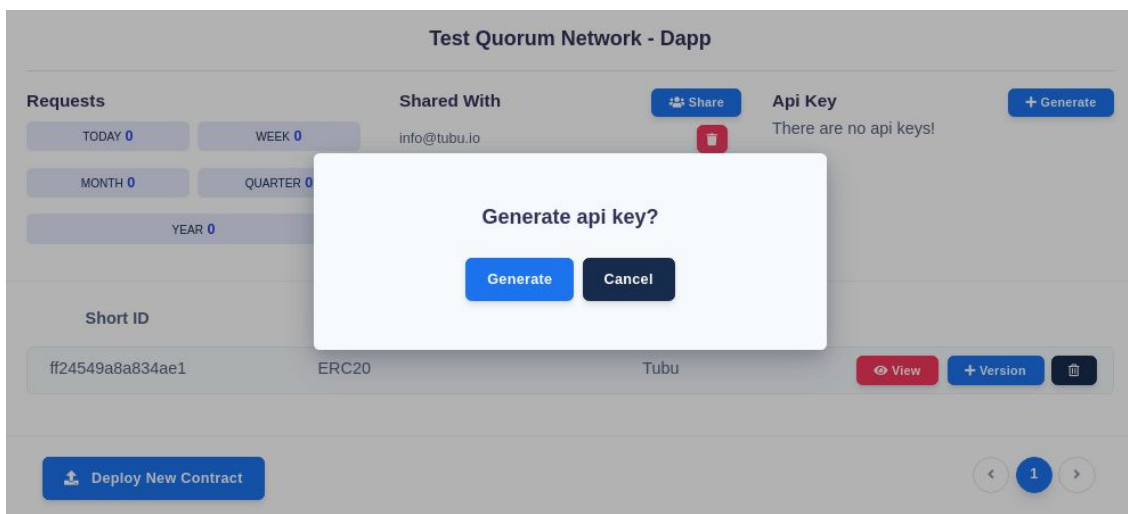 Test Quorum Network - Dapp
Requests
Shared With
Share
Api Key
+ Generate
TODAY 0
WEEK 0
info@tubu.io
There are no api keys!
MONTH 0
QUARTER 0
YEAR 0
Generate api key?
Generate
Cancel
Short ID
ff24549a8a834ae1
ERC20
Tubu
View
+ Version
Deploy New Contract
< 1 >